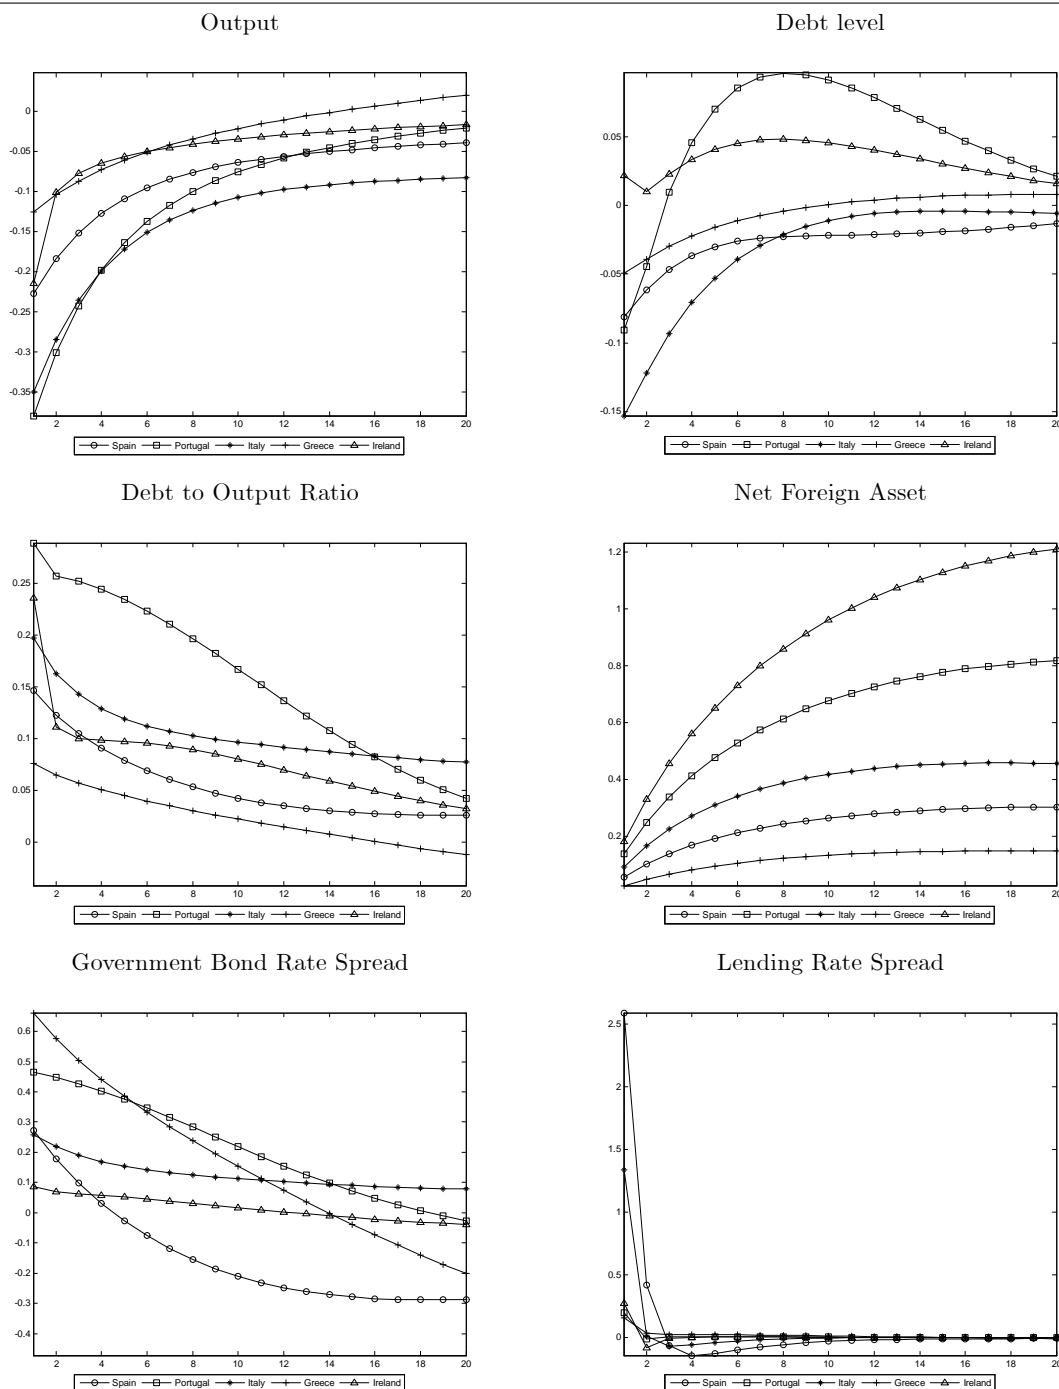 Output
0
-0.05
-0.1
-0.15
-0.2
-0.25
-0.3
-0.35
2 4 6 8 10 12 14 16 18 20
Spain Portugal Italy Greece Ireland
Debt level
0.05
0
-0.05
-0.1
-0.15
2 4 6 8 10 12 14 16 18 20
Spain Portugal Italy Greece Ireland
Debt to Output Ratio
0.25
0.2
0.15
0.1
0.05
0
2 4 6 8 10 12 14 16 18 20
Spain Portugal Italy Greece Ireland
Net Foreign Asset
1.2
1
0.8
0.6
0.4
0.2
2 4 6 8 10 12 14 16 18 20
Spain Portugal Italy Greece Ireland
Government Bond Rate Spread
0.6
0.5
0.4
0.3
0.2
0.1
0
-0.1
-0.2
-0.3
-0.4
2 4 6 8 10 12 14 16 18 20
Spain Portugal Italy Greece Ireland
Lending Rate Spread
2.5
2
1.5
1
0.5
0
2 4 6 8 10 12 14 16 18 20
Spain Portugal Italy Greece Ireland